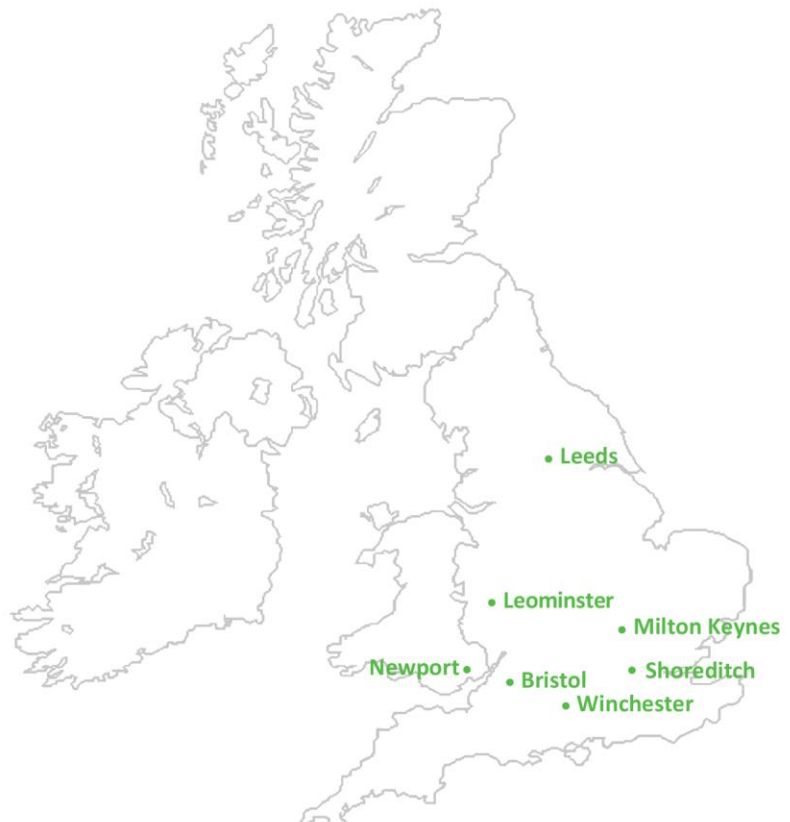 Leeds
Leominster
Milton Keynes
Newport
Shoreditch
Bristol
Winchester